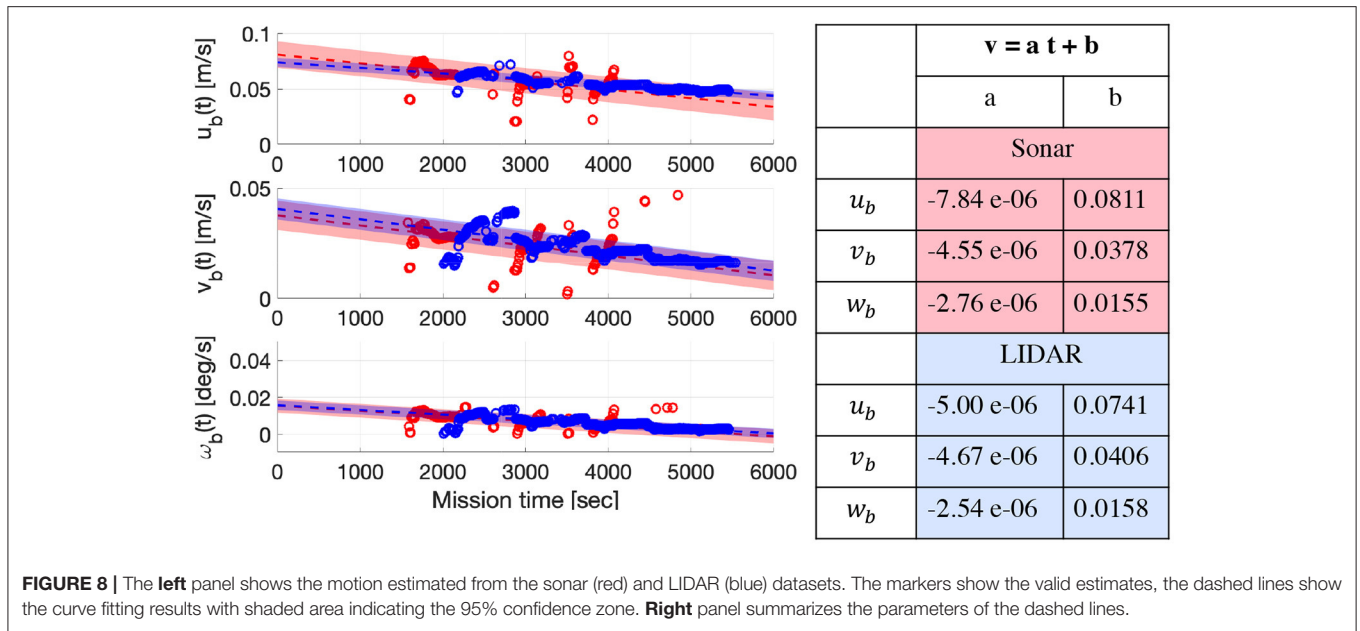 0.1
0.05
0
u_b(t) [m/s]
0 1000 2000 3000 4000 5000 6000
0.05
0
v_b(t) [m/s]
0 1000 2000 3000 4000 5000 6000
0.04
0.02
0
ω_b(t) [deg/s]
0 1000 2000 3000 4000 5000 6000
Mission time [sec]
v = a t + b
a b
Sonar
u_b -7.84 e-06 0.0811
v_b -4.55 e-06 0.0378
w_b -2.76 e-06 0.0155
LIDAR
u_b -5.00 e-06 0.0741
v_b -4.67 e-06 0.0406
w_b -2.54 e-06 0.0158
FIGURE 8 | The left panel shows the motion estimated from the sonar (red) and LIDAR (blue) datasets. The markers show the valid estimates, the dashed lines show
the curve fitting results with shaded area indicating the 95% confidence zone. Right panel summarizes the parameters of the dashed lines.